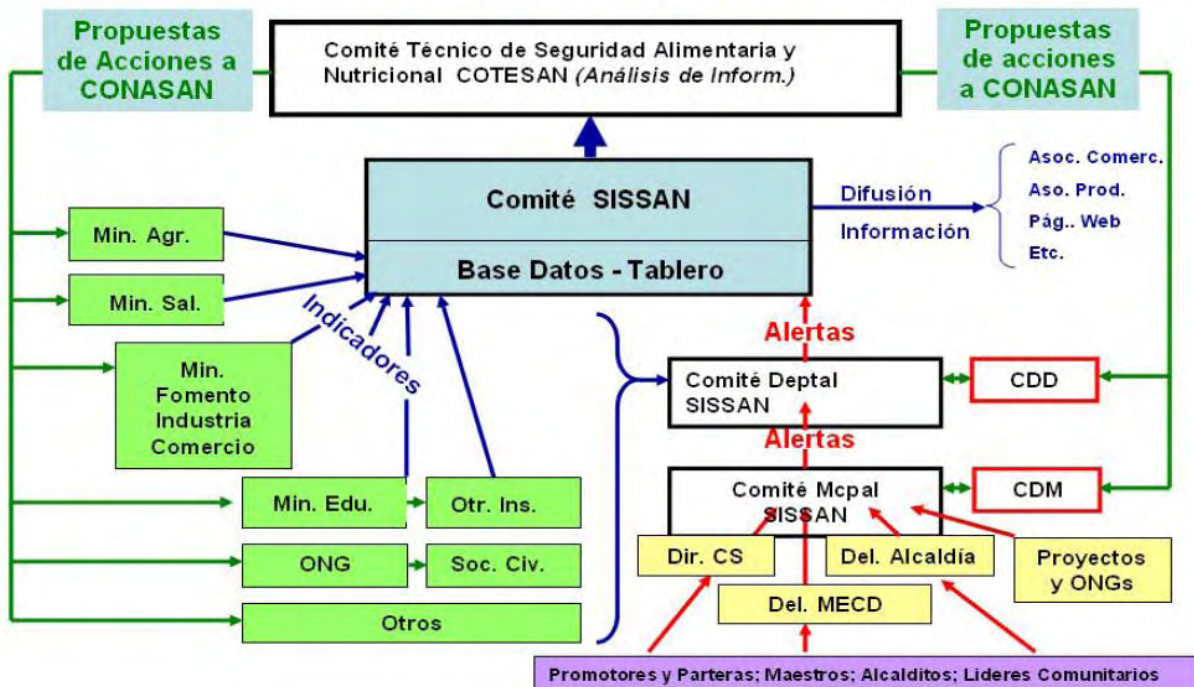 Propuestas
de Acciones a
CONASAN
Comité Técnico de Seguridad Alimentaria y
Nutricional COTESAN (Análisis de Inform.)
Propuestas
de acciones
a CONASAN
Comité SISSAN
Base Datos - Tablero
Difusión
Información
Asoc. Comerc.
Aso. Prod.
Pág.. Web
Etc.
Min. Agr.
Min. Sal.
Min.
Fomento
Industria
Comercio
Indicadores
Min. Edu.
Otr. Ins.
ONG
Soc. Civ.
Otros
Alertas
Comité Deptal
SISSAN
CDD
Alertas
Comité Mcpal
SISSAN
CDM
Dir. CS
Del. Alcaldía
Proyectos
y ONGs
Del. MECD
Promotores y Parteras; Maestros; Alcalditos; Lideres Comunitarios